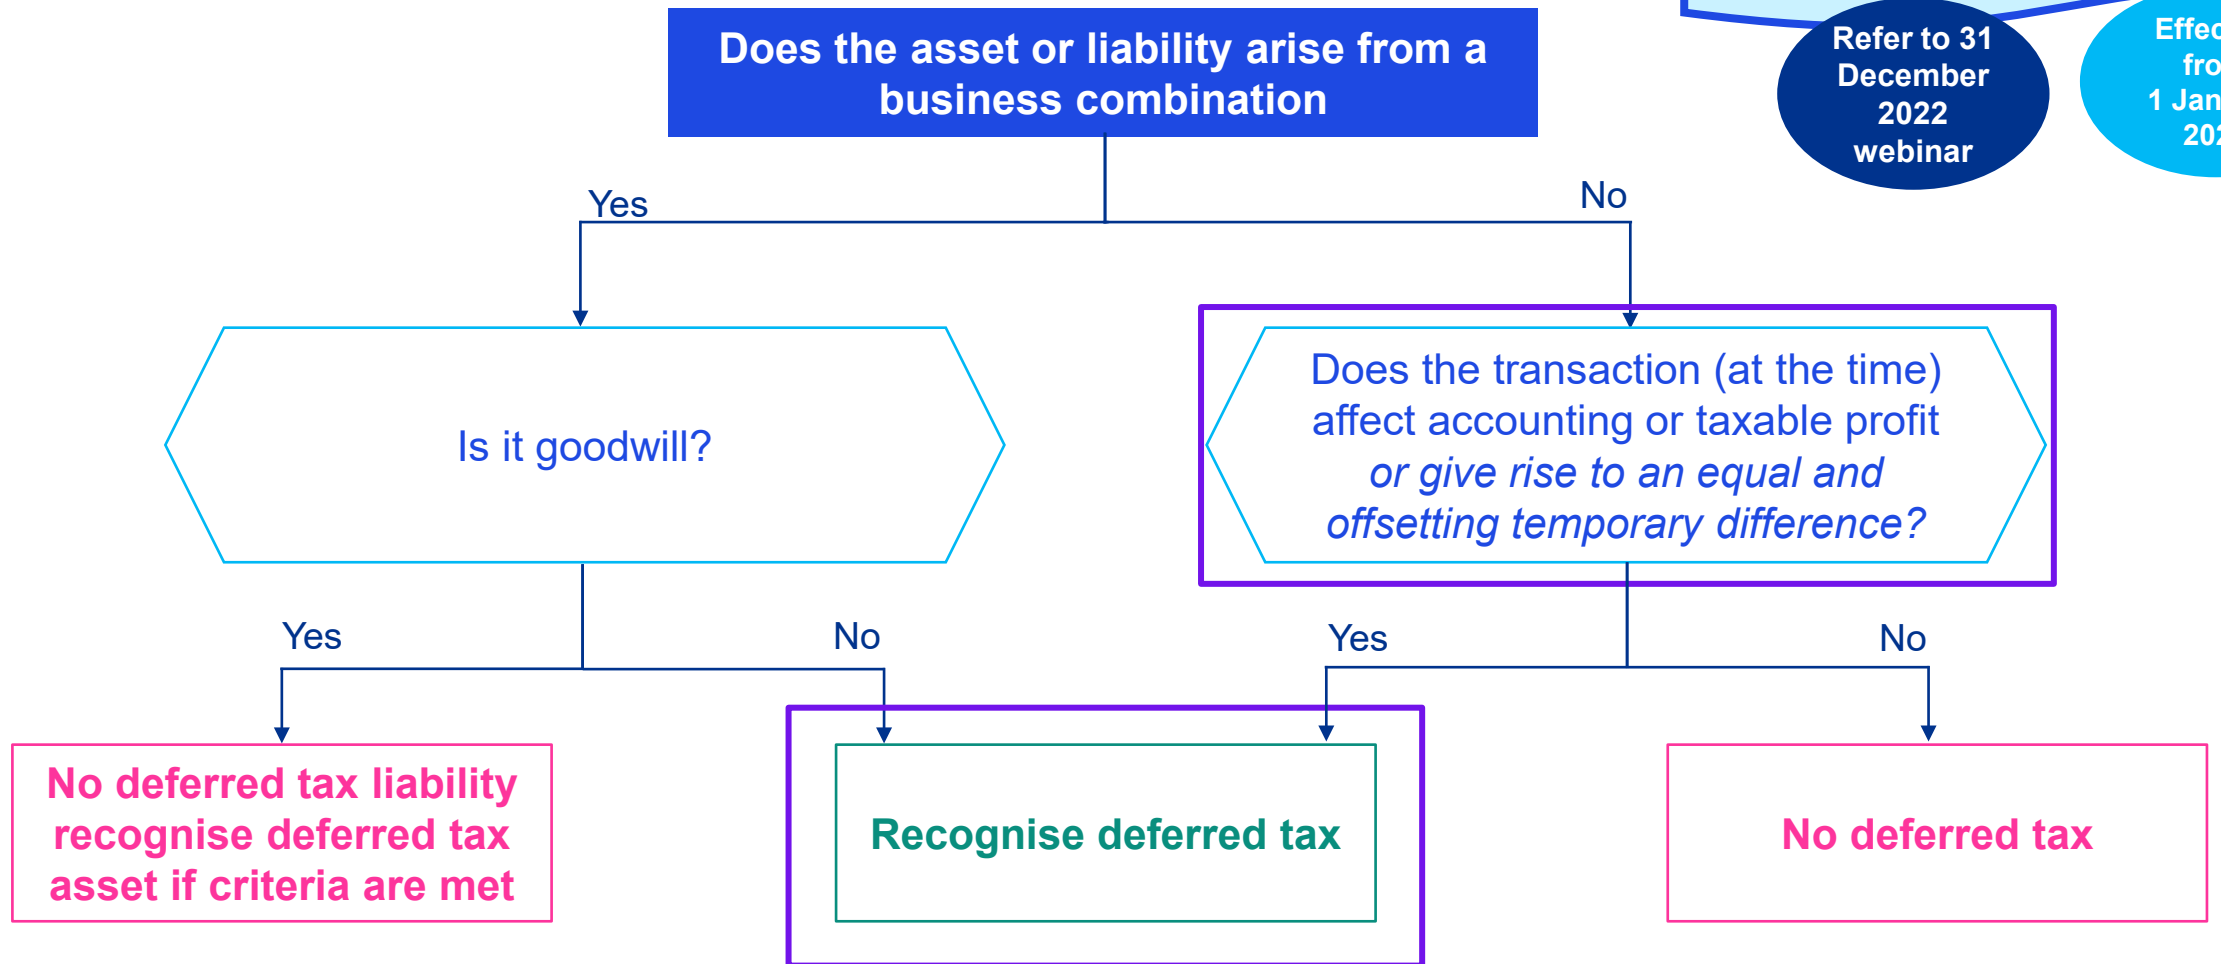 Does the asset or liability arise from a
business combination
Refer to 31
December
2022
webinar
1 Jan
Yes
No
Is it goodwill?
Does the transaction (at the time)
affect accounting or taxable profit
or give rise to an equal and
offsetting temporary difference?
Yes
No
Yes
No
No deferred tax liability
recognise deferred tax
asset if criteria are met
Recognise deferred tax
No deferred tax